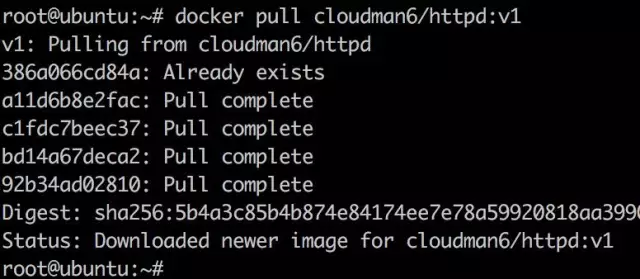 root@ubuntu:~# docker pull cloudman6/httpd:v1
v1: Pulling from cloudman6/httpd
386a066cd84a: Already exists
a11d6b8e2fac: Pull complete
c1fdc7beec37: Pull complete
bd14a67deca2: Pull complete
92b34ad02810: Pull complete
Digest: sha256:5b4a3c85b4b874e84174ee7e78a59920818aa399
Status: Downloaded newer image for cloudman6/httpd:v1
root@ubuntu:~#